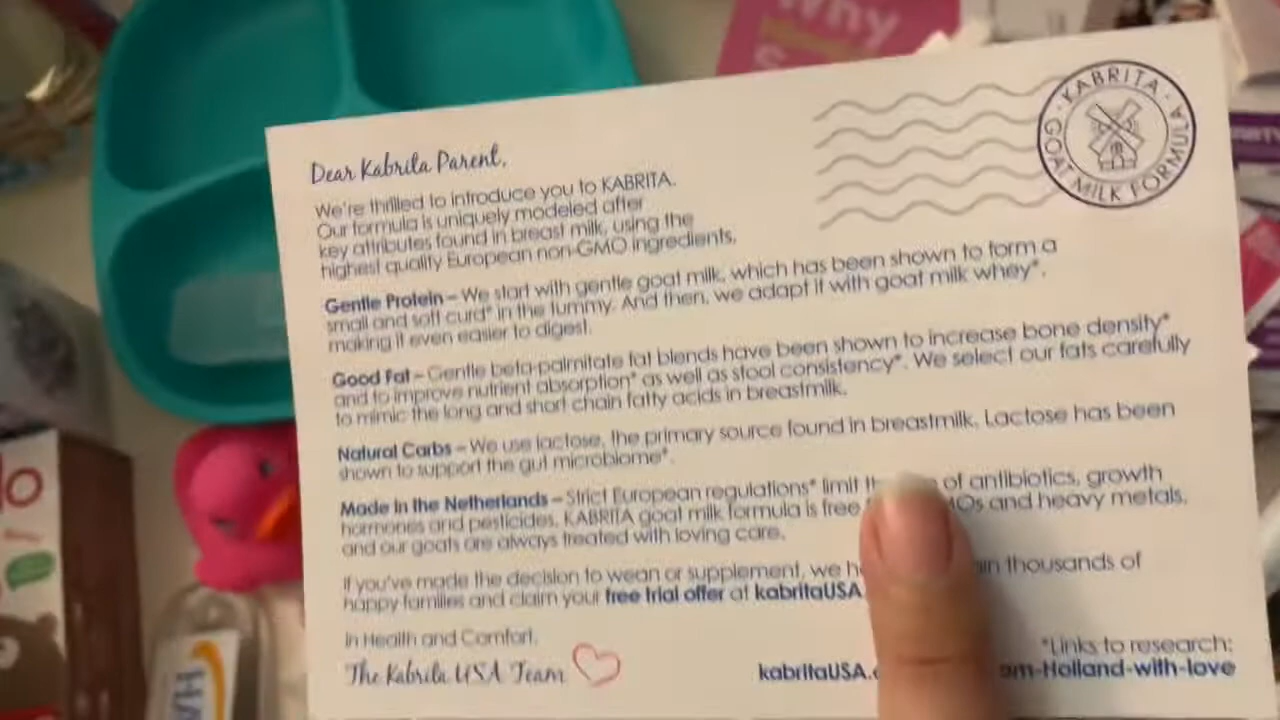 Why
KABRITA
GOAT MILK FORMULA
Dear Kabrita Parent,
We're thrilled to introduce you to KABRITA.
Our formula is uniquely modeled after
key attributes found in breast milk, using the
highest quality European non-GMO ingredients.
Gentle Protein – We start with gentle goat milk, which has been shown to form a
small and soft curd* in the tummy. And then, we adapt it with goat milk whey*,
making it even easier to digest.
Good Fat – Gentle beta-palmitate fat blends have been shown to increase bone density*
and to improve nutrient absorption* as well as stool consistency*. We select our fats carefully
to mimic the long and short chain fatty acids in breastmilk.
Natural Carbs – We use lactose, the primary source found in breastmilk. Lactose has been
shown to support the gut microbiome*.
Made in the Netherlands – Strict European regulations* limit of antibiotics, growth
hormones and pesticides. KABRITA goat milk formula is free and heavy metals,
and our goats are always treated with loving care.
If you've made the decision to wean or supplement, we thousands of
happy families and claim your free trial offer at kabritaUSA
In Health and Comfort,
The Kabrita USA Team
*Links to research:
kabritaUSA. -Holland-with-love